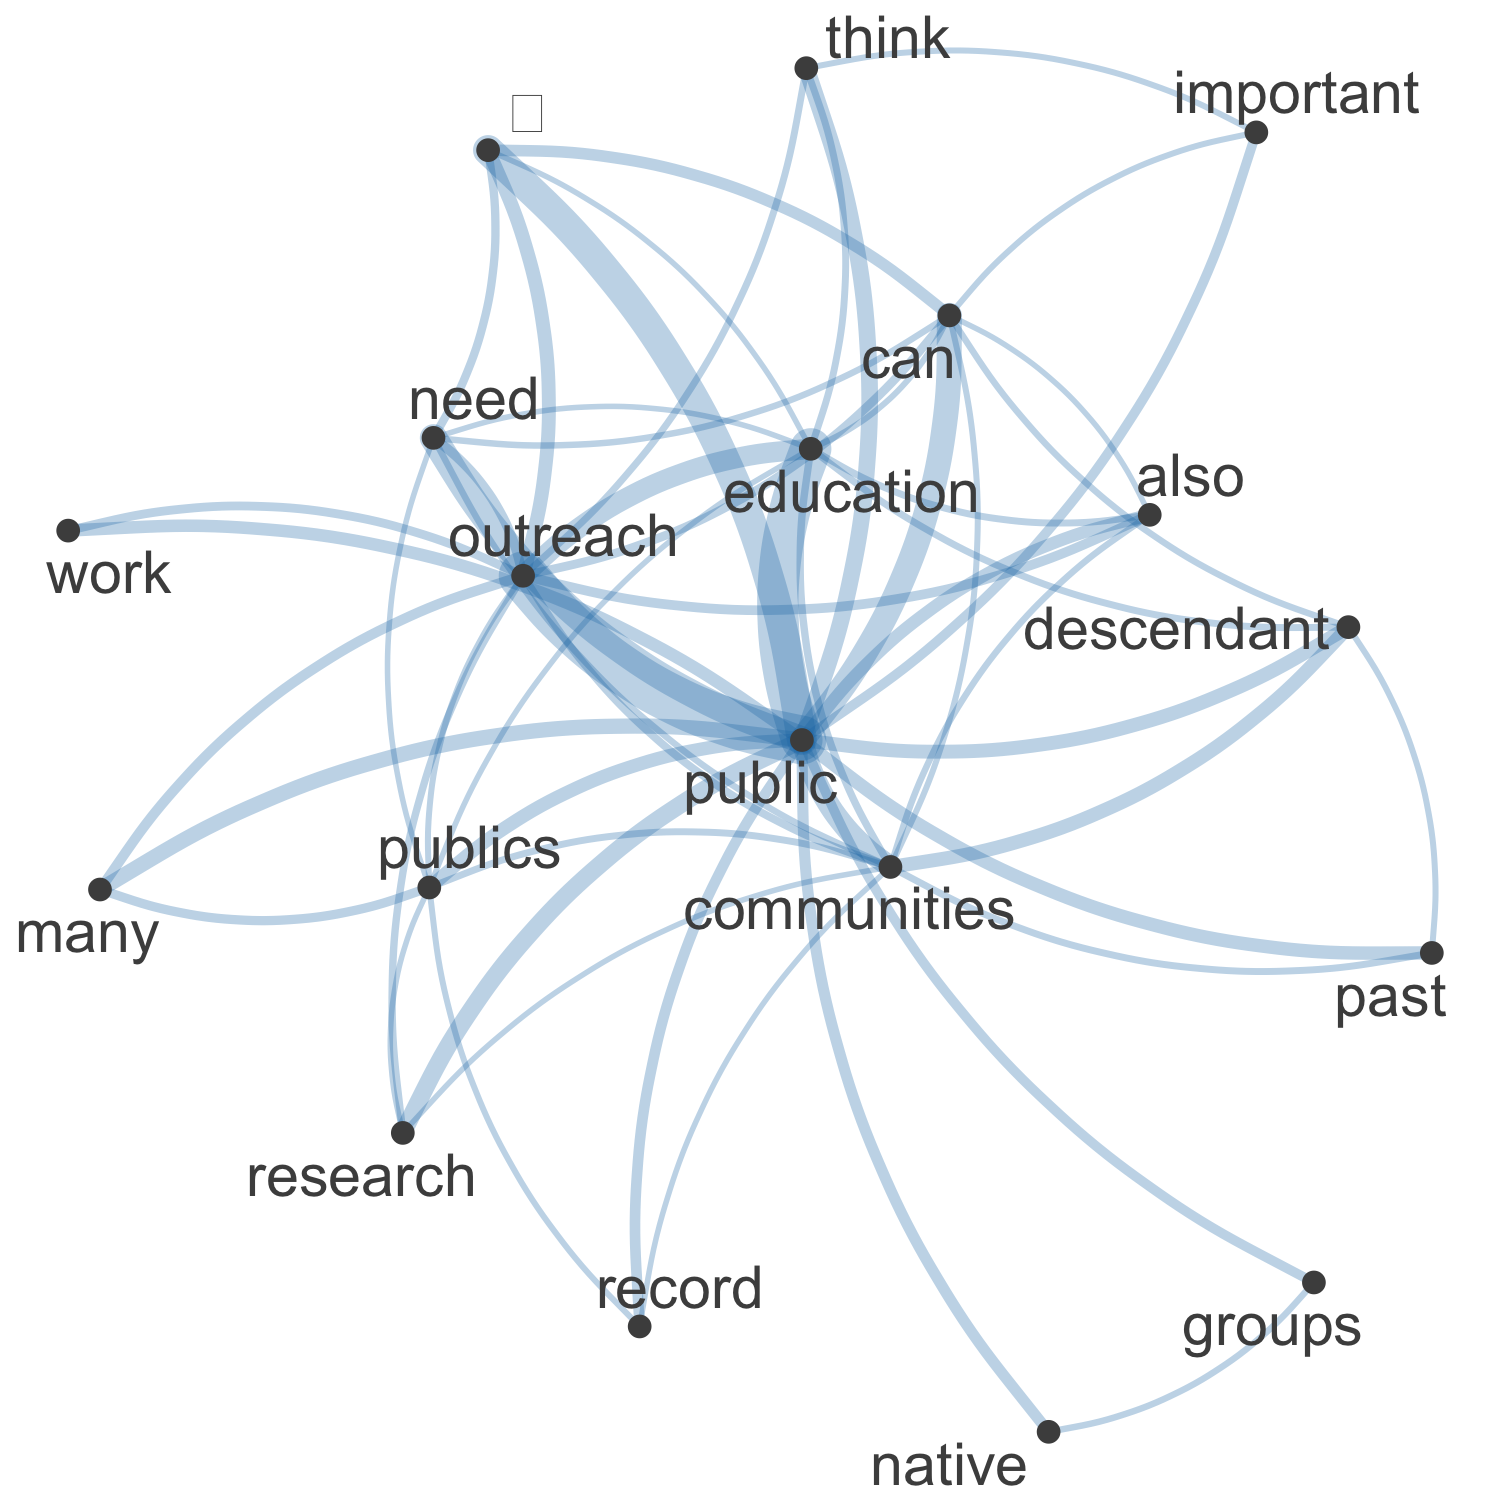 think
important
can
need
education
also
outreach
work
descendant
public
publics
communities
many
past
research
record
groups
native